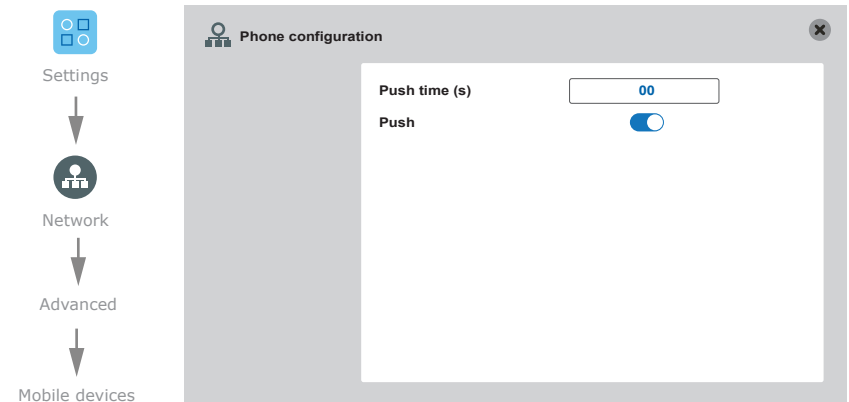 Settings
Network
Advanced
Mobile devices
Phone configuration
Push time (s) 00
Push